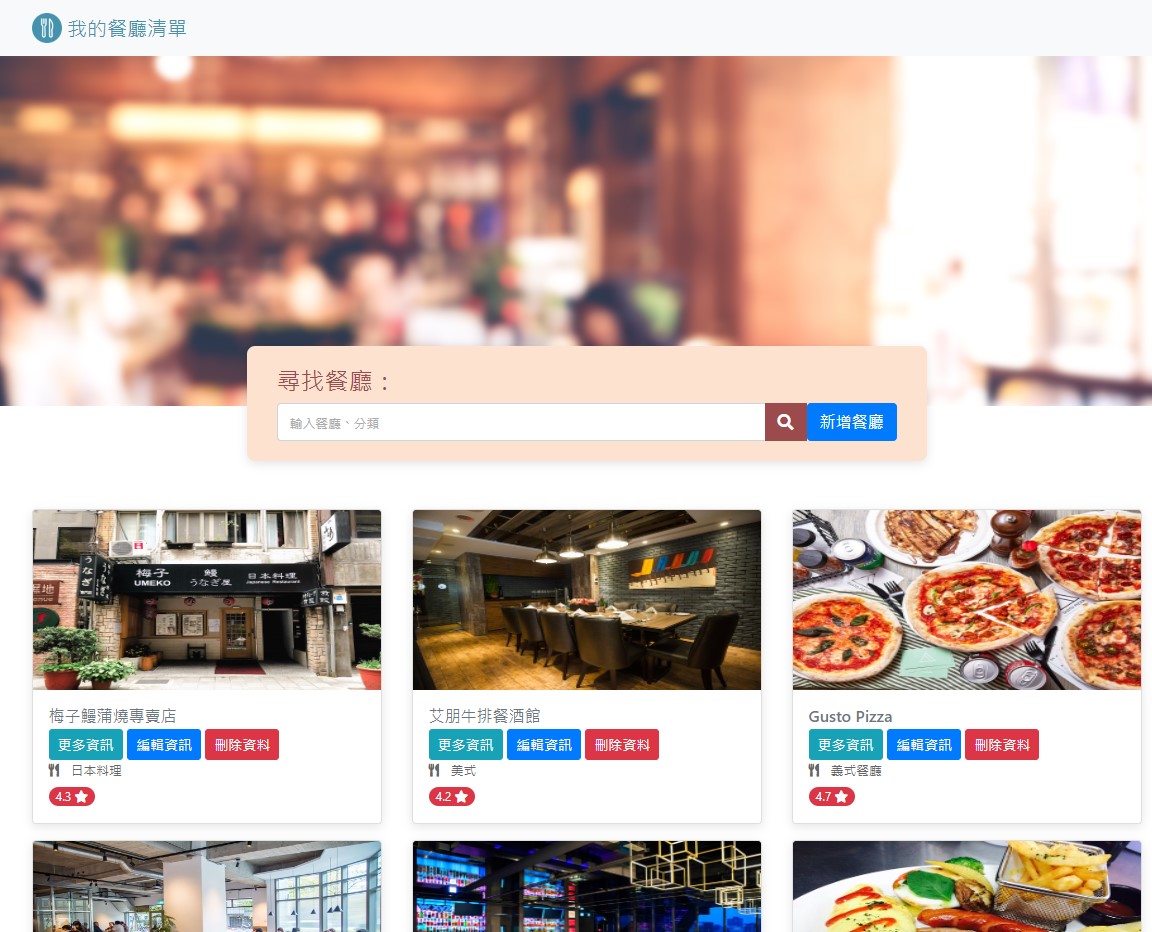 我的餐廳清單
尋找餐廳：
輸入餐廳、分類
新增餐廳
梅子 鰻 日本料理
UMEKO うなぎ屋 Japanese Restaurant
うなぎ
梅子鰻蒲燒專賣店
更多資訊 編輯資訊 刪除資料
日本料理
4.3
艾朋牛排餐酒館
更多資訊 編輯資訊 刪除資料
美式
4.2
Gusto Pizza
更多資訊 編輯資訊 刪除資料
義式餐廳
4.7